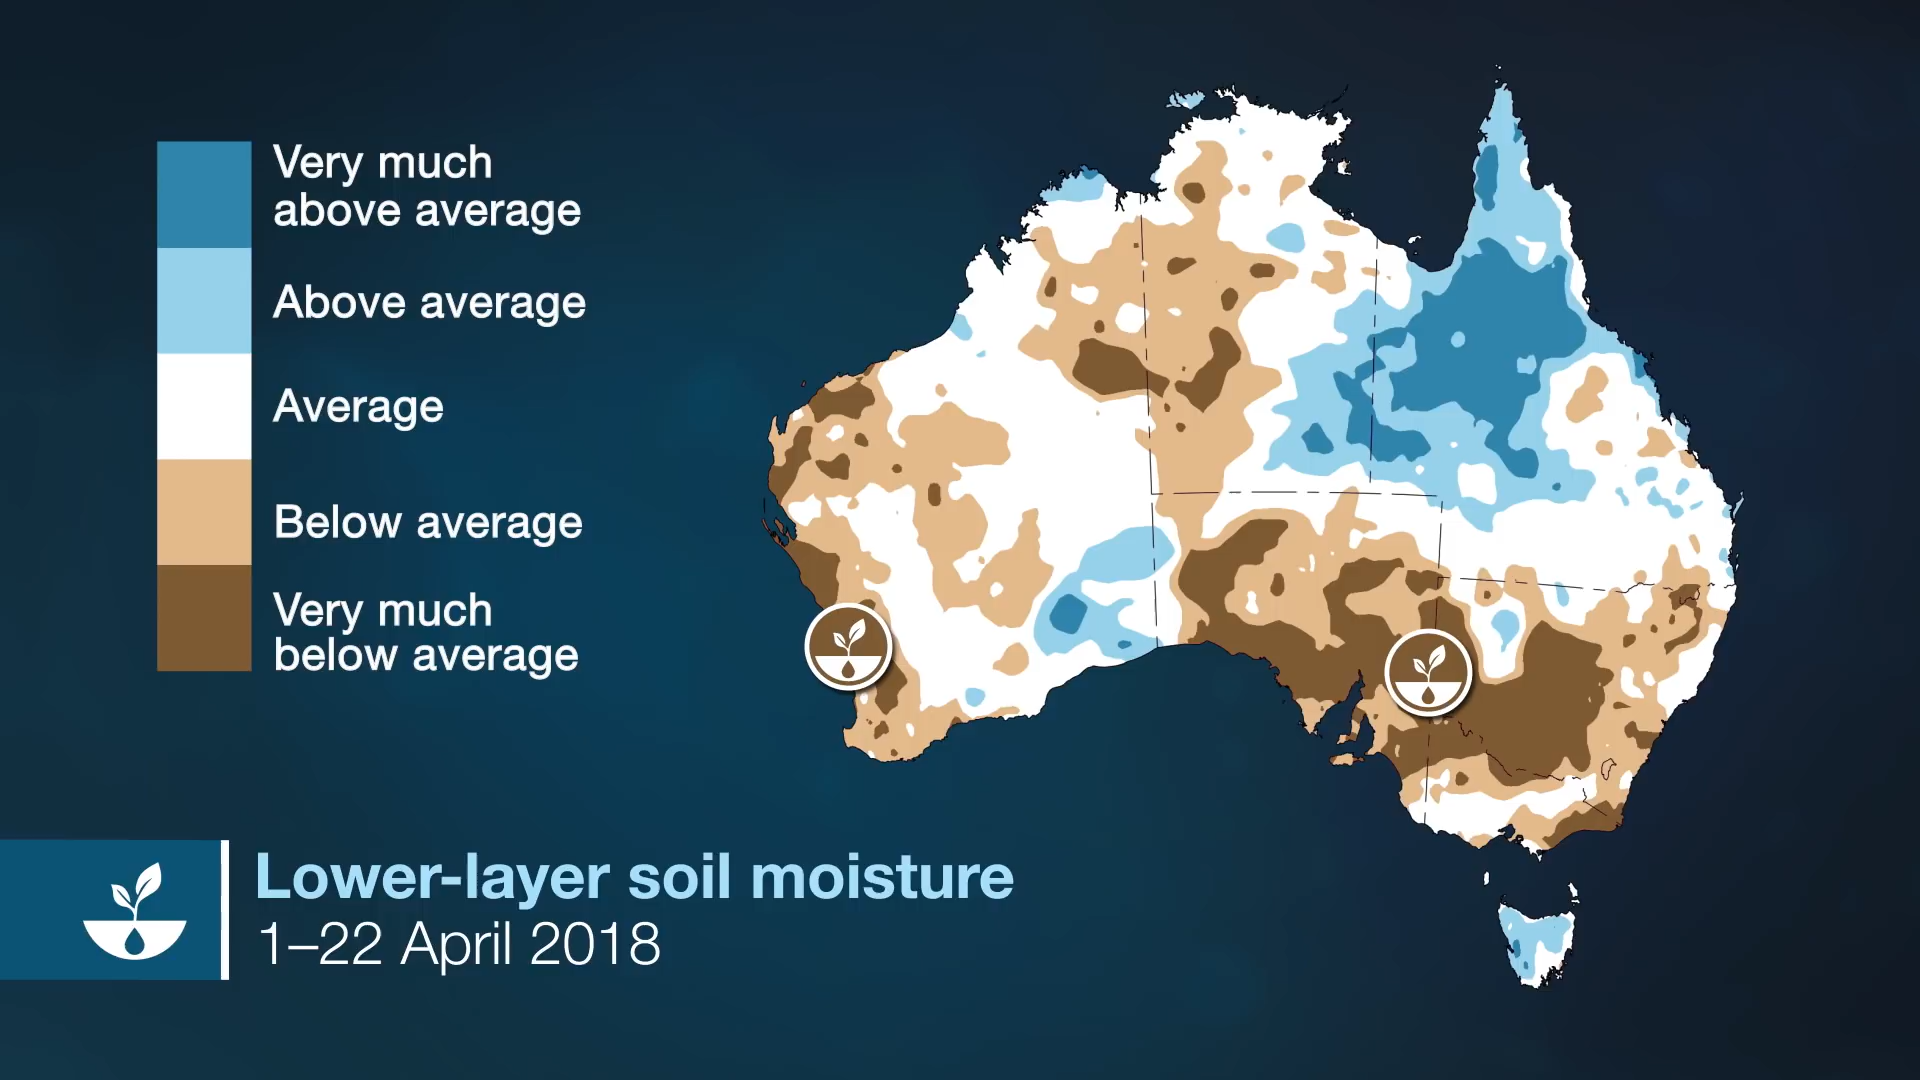 Very much
above average
Above average
Average
Below average
Very much
below average
Lower-layer soil moisture
1–22 April 2018